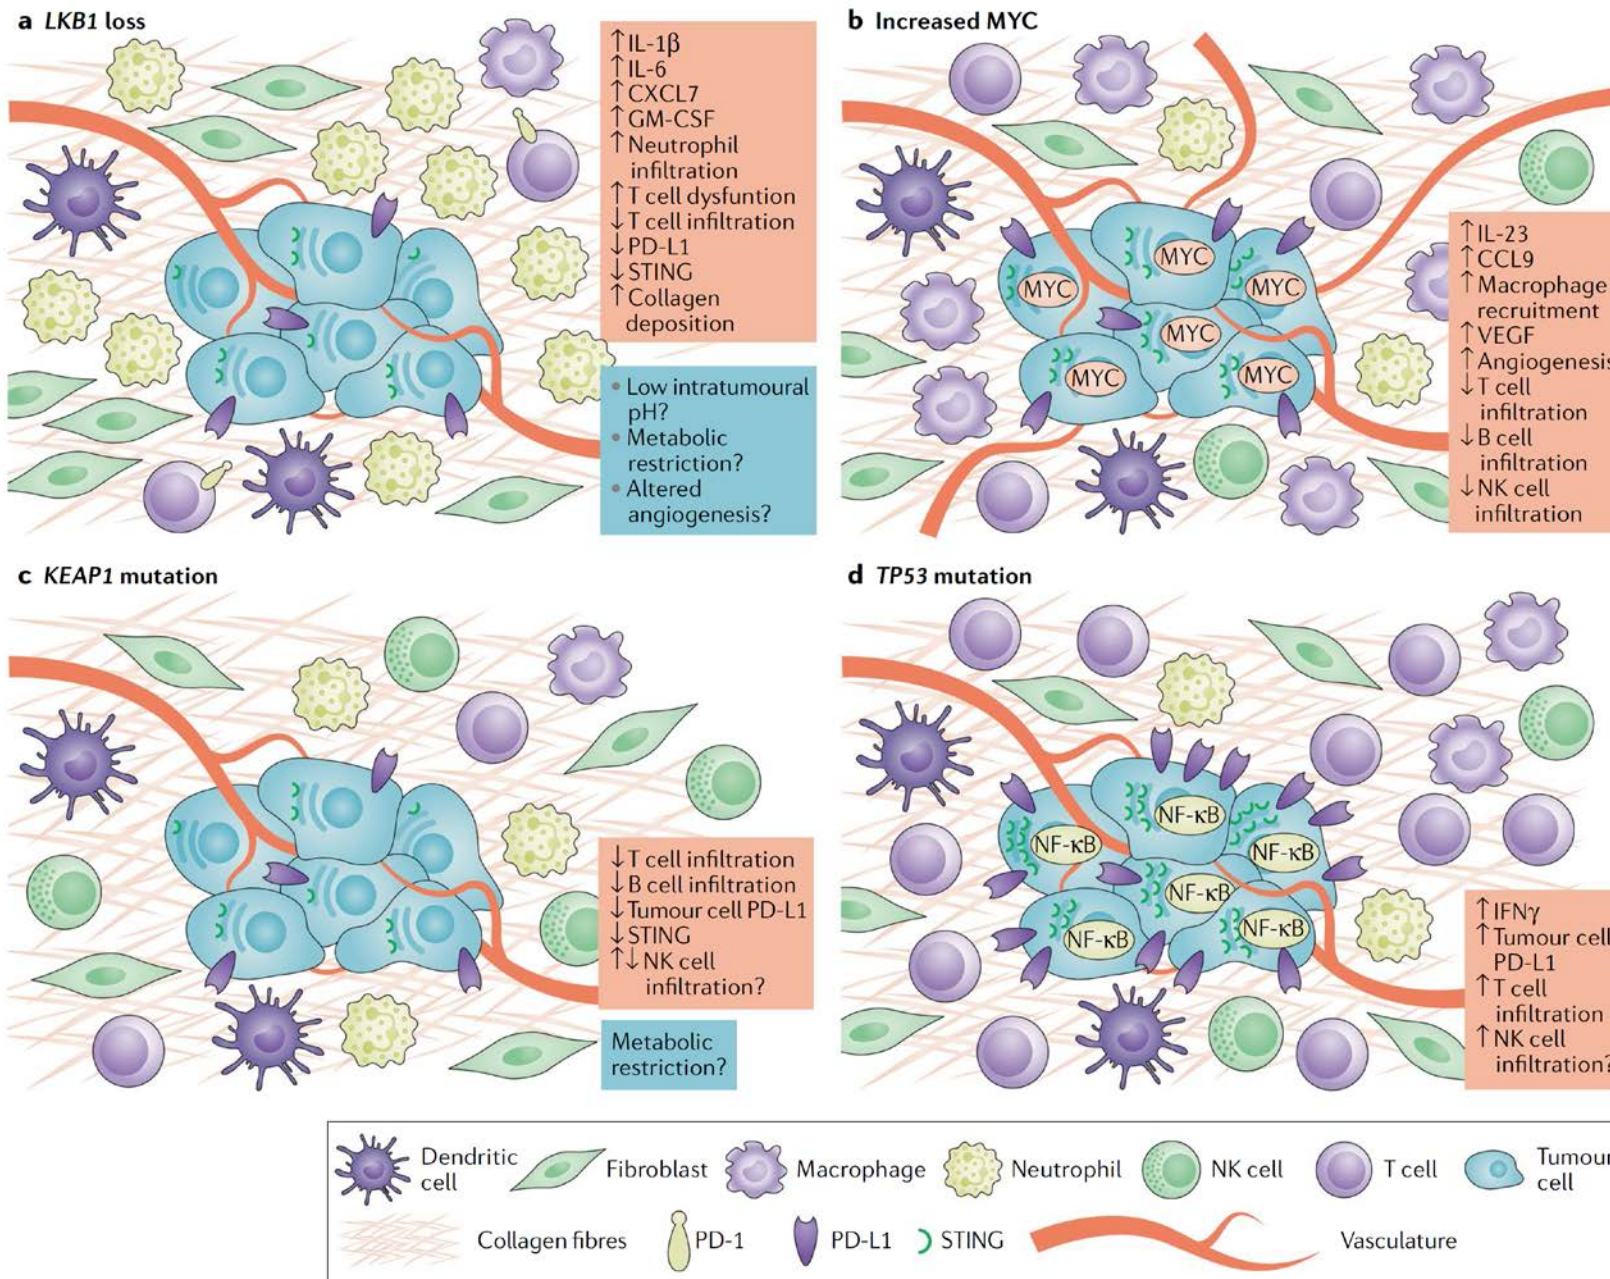 a LKB1 loss
↑IL-1β
↑IL-6
↑CXCL7
↑GM-CSF
↑Neutrophil
infiltration
↑T cell dysfuntion
↓T cell infiltration
↓PD-L1
↓STING
↑Collagen
deposition
• Low intratumoural
pH?
• Metabolic
restriction?
• Altered
angiogenesis?
b Increased MYC
MYC
MYC
MYC
MYC
MYC
MYC
↑IL-23
↑CCL9
↑Macrophage
recruitment
↑VEGF
↑Angiogenesis
↓T cell
infiltration
↓B cell
infiltration
↓NK cell
infiltration
c KEAP1 mutation
↓T cell infiltration
↓B cell infiltration
↓Tumour cell PD-L1
↓STING
↑↓NK cell
infiltration?
Metabolic
restriction?
d TP53 mutation
NF-κB
NF-κB
NF-κB
NF-κB
NF-κB
NF-κB
↑IFNγ
↑Tumour cell
PD-L1
↑T cell
infiltration
↑NK cell
infiltration?
Dendritic
cell
Fibroblast
Macrophage
Neutrophil
NK cell
T cell
Tumour
cell
Collagen fibres
PD-1
PD-L1
STING
Vasculature